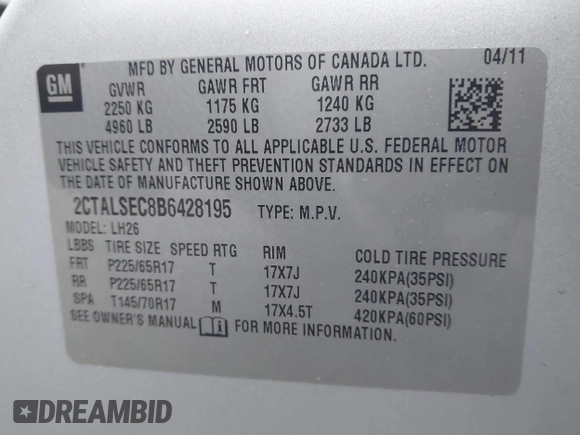 GM
MFD BY GENERAL MOTORS OF CANADA LTD. 04/11
GVWR GAWR FRT GAWR RR
2250 KG 1175 KG 1240 KG
4960 LB 2590 LB 2733 LB
THIS VEHICLE CONFORMS TO ALL APPLICABLE U.S. FEDERAL MOTOR
VEHICLE SAFETY AND THEFT PREVENTION STANDARDS IN EFFECT ON
THE DATE OF MANUFACTURE SHOWN ABOVE.
2CTALSEC8B6428195 TYPE: M.P.V.
MODEL: LH26
LBBS TIRE SIZE SPEED RTG RIM COLD TIRE PRESSURE
FRT P225/65R17 T 17X7J 240KPA(35PSI)
RR P225/65R17 T 17X7J 240KPA(35PSI)
SPA T145/70R17 M 17X4.5T 420KPA(60PSI)
SEE OWNER'S MANUAL FOR MORE INFORMATION.
DREAMBID